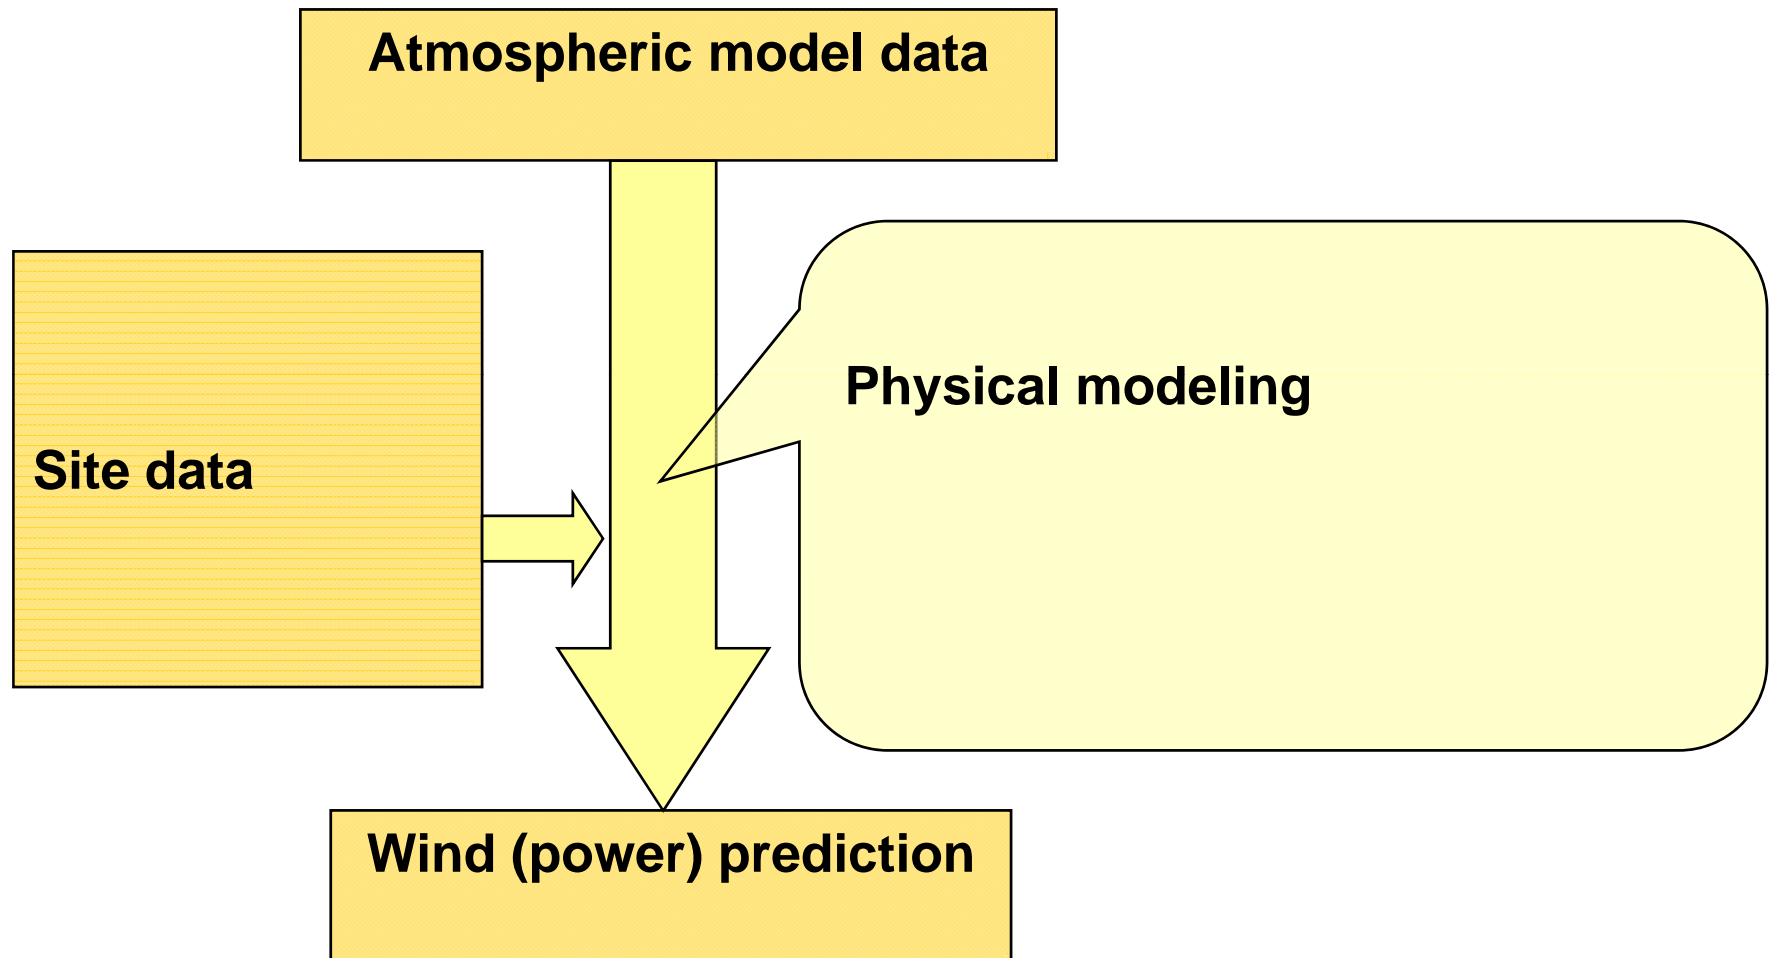 Atmospheric model data
Physical modeling
Site data
Wind (power) prediction